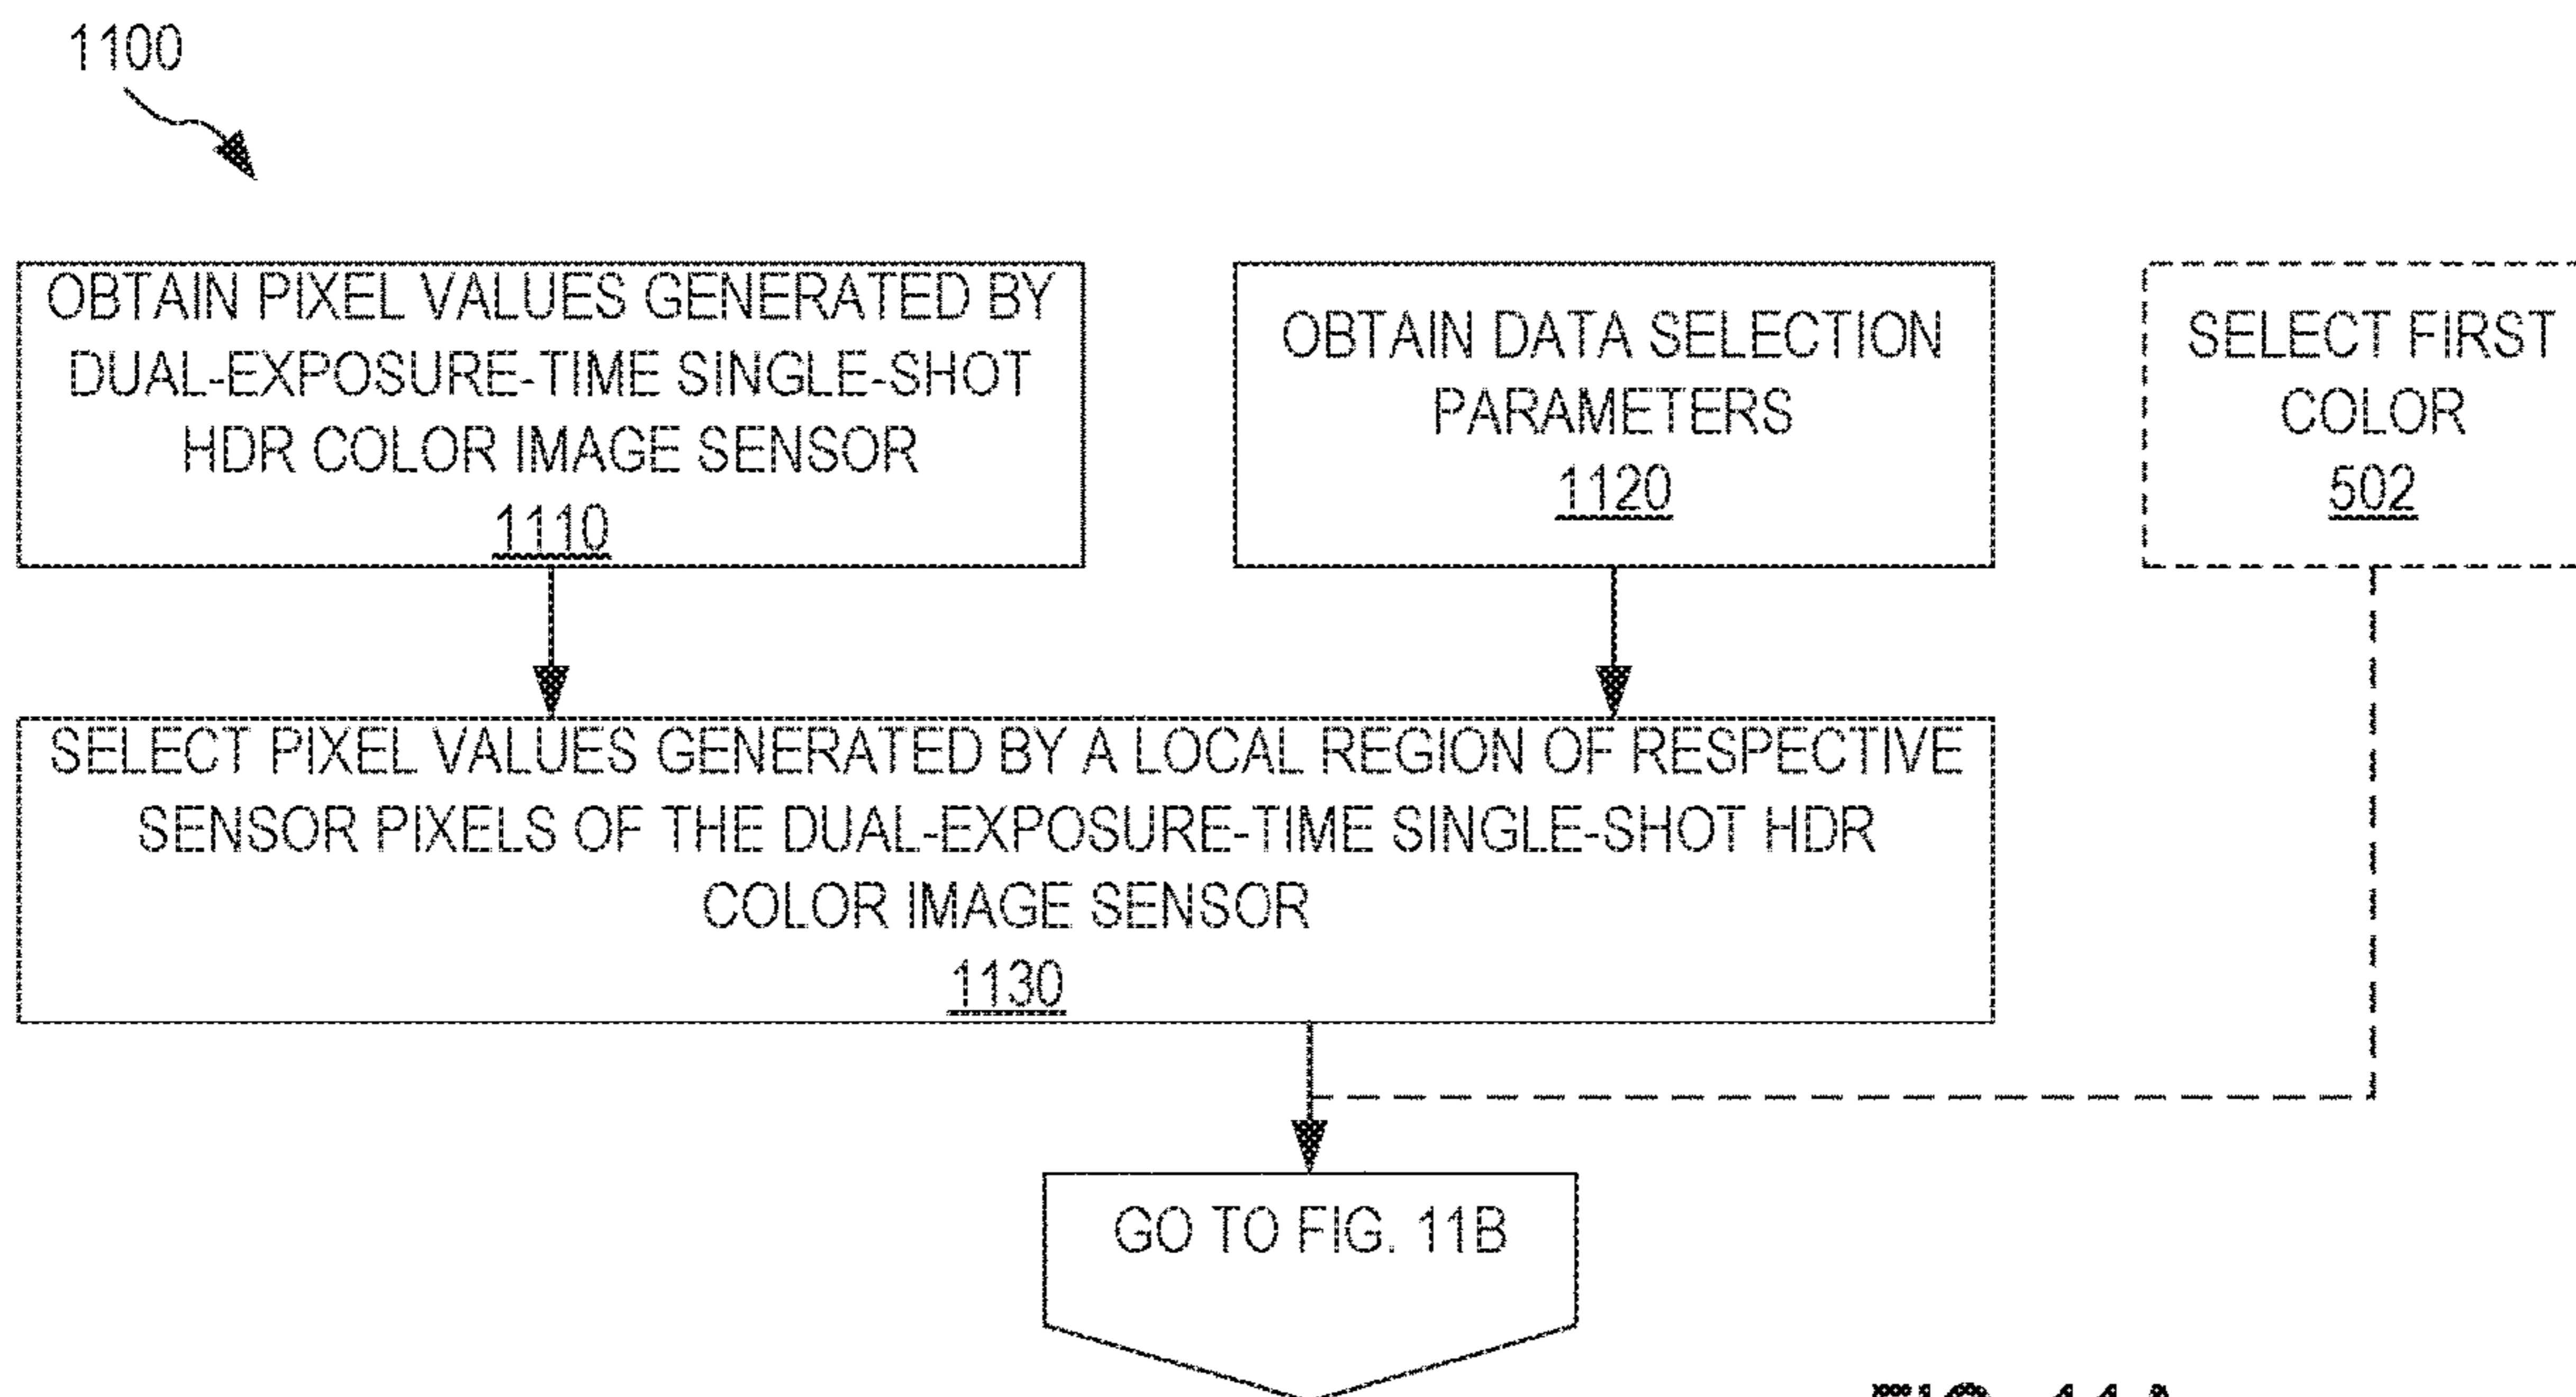 1100
OBTAIN PIXEL VALUES GENERATED BY
DUAL-EXPOSURE-TIME SINGLE-SHOT
HDR COLOR IMAGE SENSOR
1110
OBTAIN DATA SELECTION
PARAMETERS
1120
SELECT FIRST
COLOR
502
SELECT PIXEL VALUES GENERATED BY A LOCAL REGION OF RESPECTIVE
SENSOR PIXELS OF THE DUAL-EXPOSURE-TIME SINGLE-SHOT HDR
COLOR IMAGE SENSOR
1130
GO TO FIG. 11B